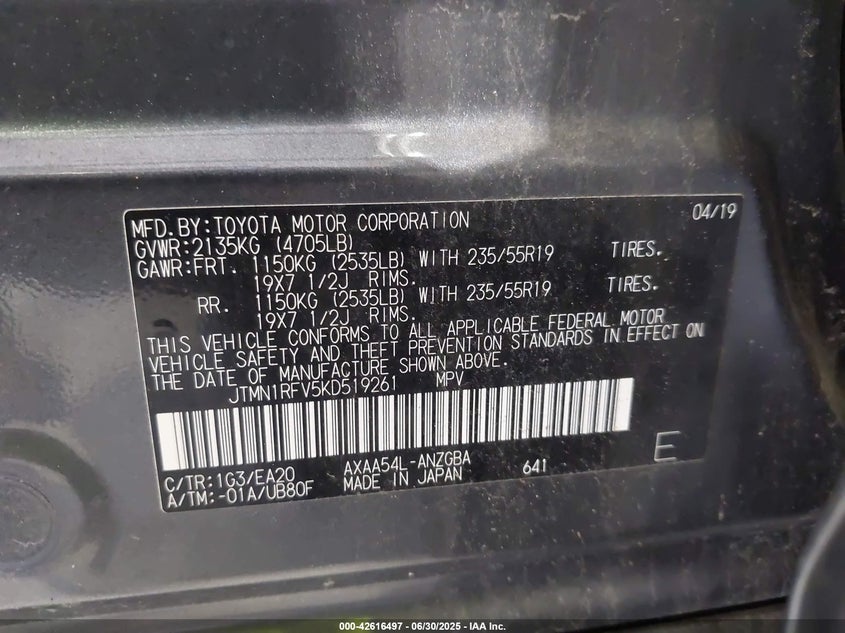 04/19
MFD.BY:TOYOTA MOTOR CORPORATION
GVWR:2135KG (4705LB)
GAWR:FRT. 1150KG (2535LB) WITH 235/55R19 TIRES.
19X7 1/2J RIMS.
RR. 1150KG (2535LB) WITH 235/55R19 TIRES.
19X7 1/2J RIMS.
THIS VEHICLE CONFORMS TO ALL APPLICABLE FEDERAL MOTOR
VEHICLE SAFETY AND THEFT PREVENTION STANDARDS IN EFFECT ON
THE DATE OF MANUFACTURE SHOWN ABOVE.
JTMN1RFV5KD519261 MPV
C/TR:1G3/EA20 AXAA54L-ANZGBA 641 E
A/TM:-01A/UB80F MADE IN JAPAN
000-42616497 - 06/30/2025 - IAA Inc.